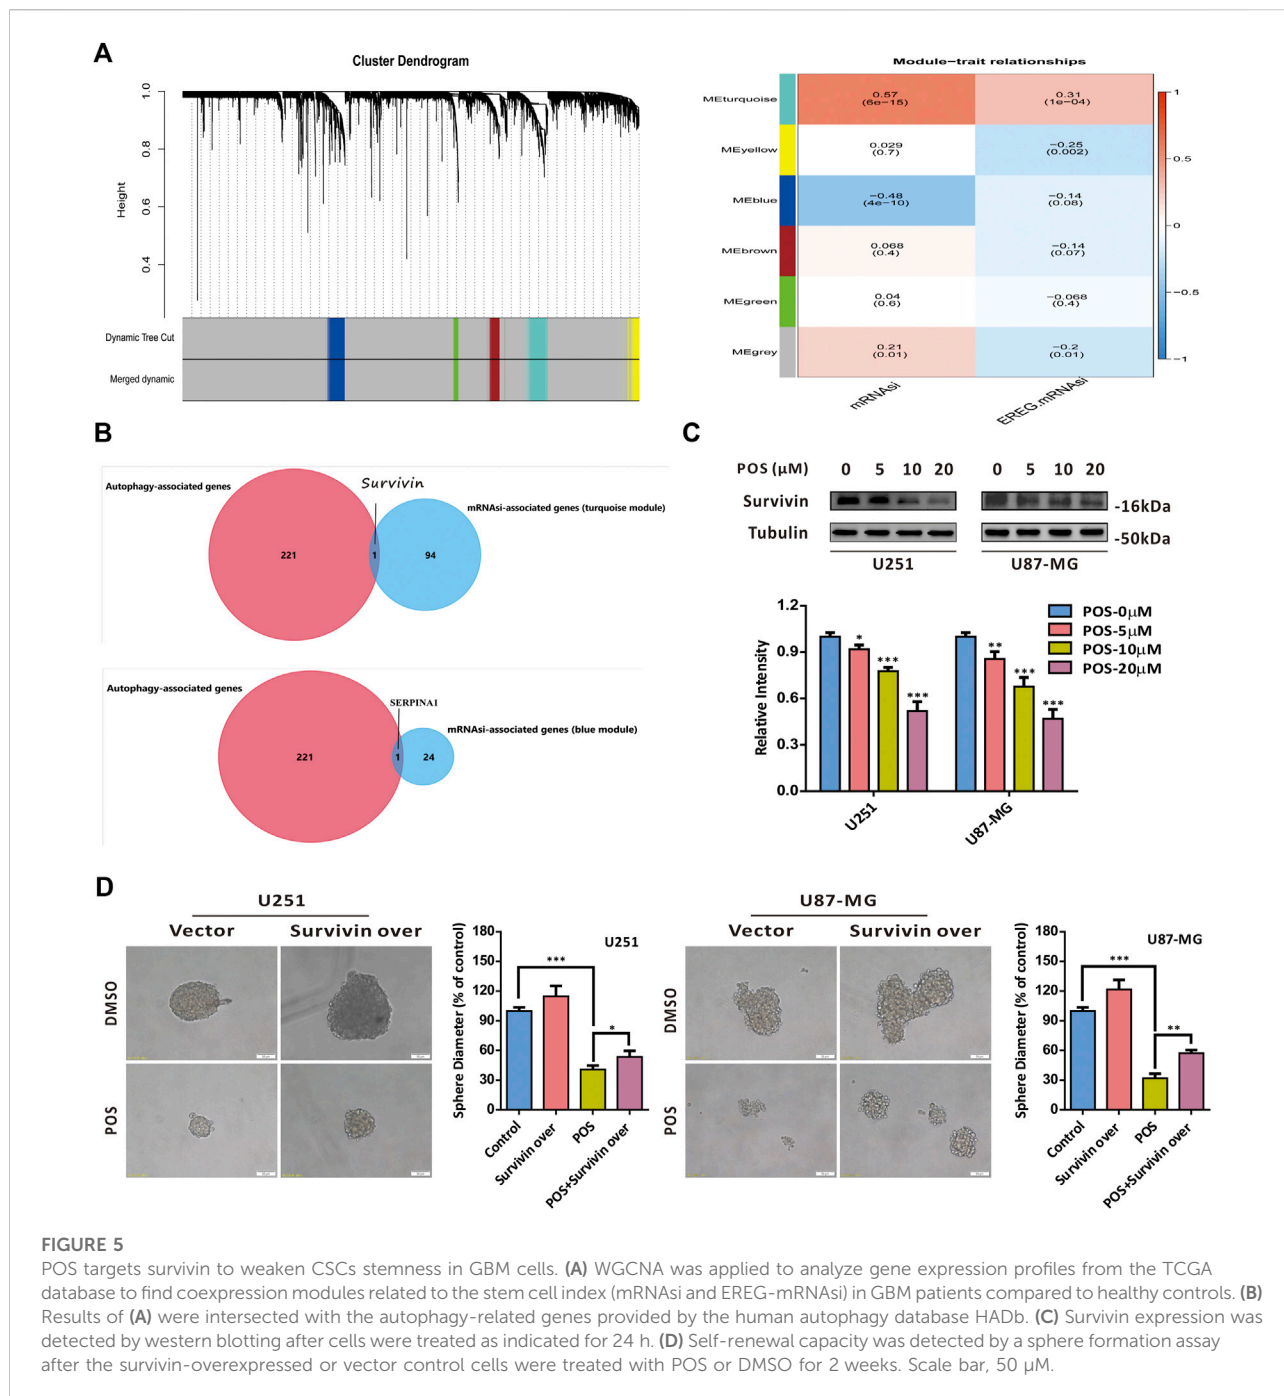 A
Cluster Dendrogram
Height
1.0
0.8
0.6
0.4
Dynamic Tree Cut
Merged dynamic
Module-trait relationships
MEturquoise
0.57
(6e-15)
0.31
(1e-04)
MEyellow
0.029
(0.7)
-0.25
(0.002)
MEblue
-0.48
(4e-10)
-0.14
(0.08)
MEbrown
0.068
(0.4)
-0.14
(0.07)
MEgreen
0.04
(0.6)
-0.068
(0.4)
MEgrey
0.21
(0.01)
-0.2
(0.01)
mRNAsi
EREG.mRNAsi
1
0.5
0
-0.5
-1
B
Autophagy-associated genes
Survivin
mRNAsi-associated genes (turquoise module)
221
1
94
Autophagy-associated genes
SERPINA1
mRNAsi-associated genes (blue module)
221
1
24
C
POS (μM) 0 5 10 20 0 5 10 20
Survivin
-16kDa
Tubulin
-50kDa
U251
U87-MG
Relative Intensity
1.2
0.9
0.6
0.3
0.0
*
***
***
**
***
***
U251
U87-MG
POS-0μM
POS-5μM
POS-10μM
POS-20μM
D
U251
Vector
Survivin over
DMSO
POS
Sphere Diameter (% of control)
180
150
120
90
60
30
0
U251
***
*
Control
Survivin over
POS
POS+Survivin over
U87-MG
Vector
Survivin over
DMSO
POS
Sphere Diameter (% of control)
180
150
120
90
60
30
0
U87-MG
***
**
Control
Survivin over
POS
POS+Survivin over
FIGURE 5
POS targets survivin to weaken CSCs stemness in GBM cells. (A) WGCNA was applied to analyze gene expression profiles from the TCGA
database to find coexpression modules related to the stem cell index (mRNAsi and EREG-mRNAsi) in GBM patients compared to healthy controls. (B)
Results of (A) were intersected with the autophagy-related genes provided by the human autophagy database HADb. (C) Survivin expression was
detected by western blotting after cells were treated as indicated for 24 h. (D) Self-renewal capacity was detected by a sphere formation assay
after the survivin-overexpressed or vector control cells were treated with POS or DMSO for 2 weeks. Scale bar, 50 μM.